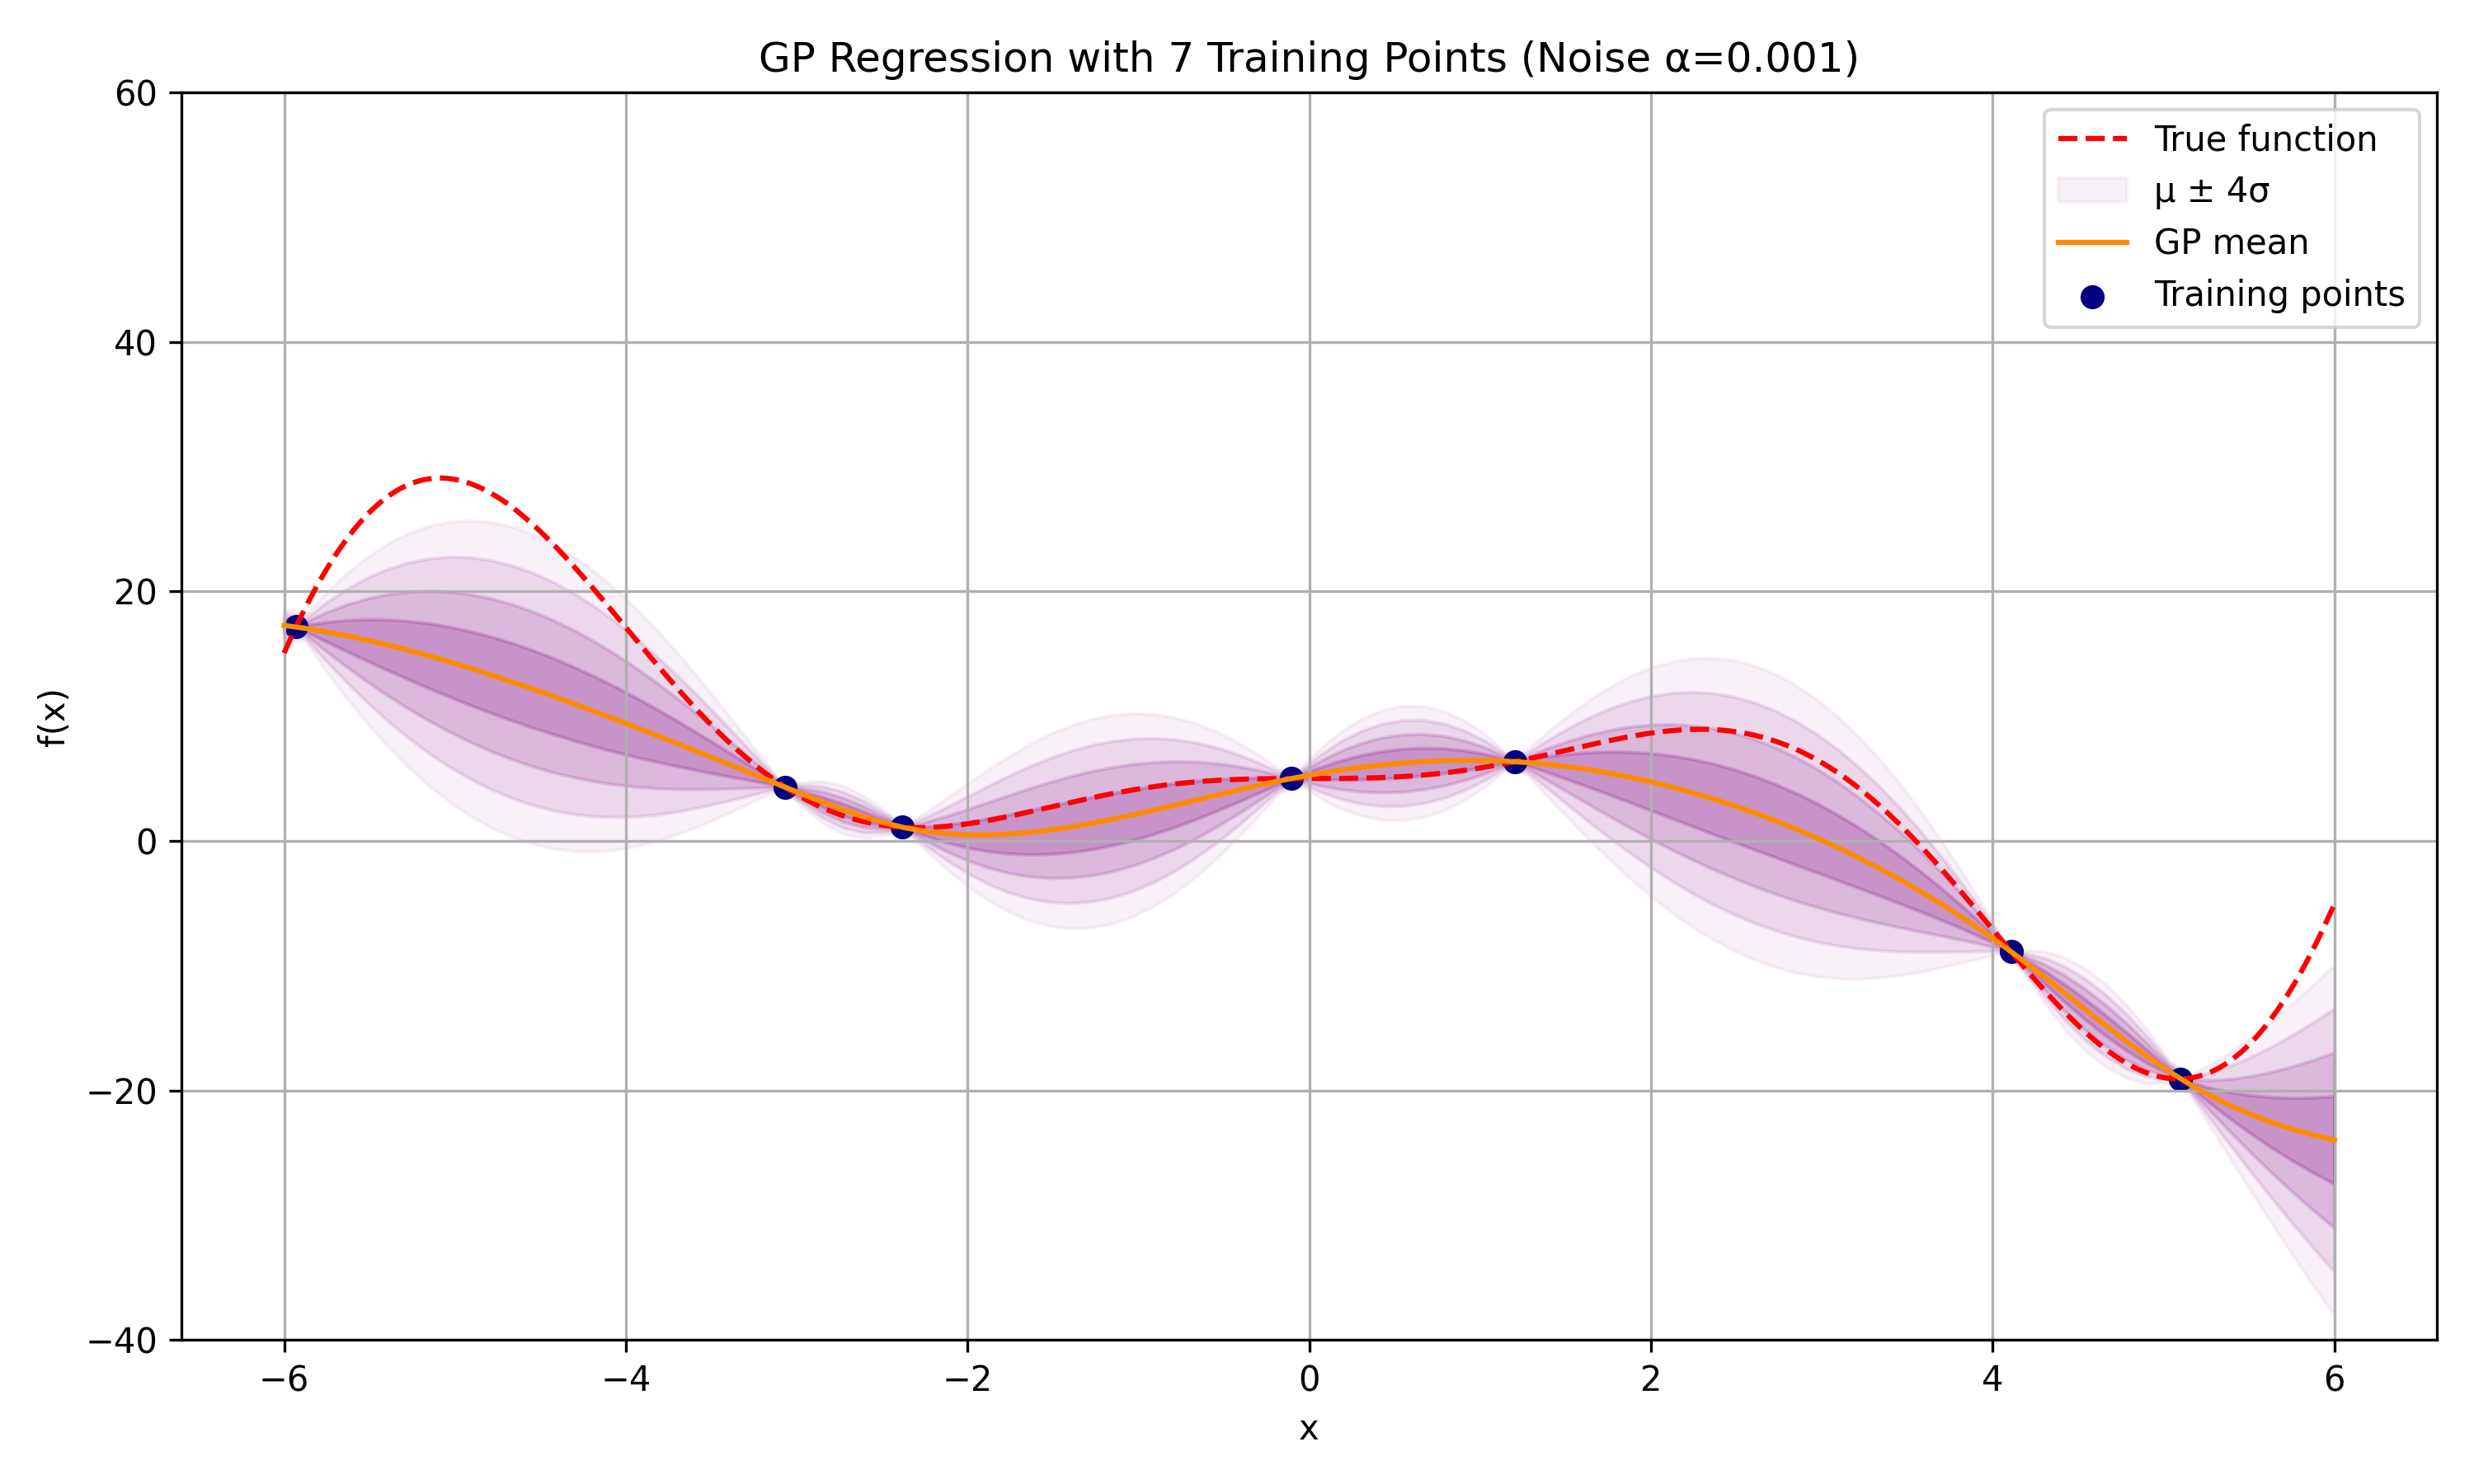 GP Regression with 7 Training Points (Noise α=0.001)
60
40
20
0
−20
−40
f(x)
True function
μ ± 4σ
GP mean
Training points
−6
−4
−2
0
2
4
6
x